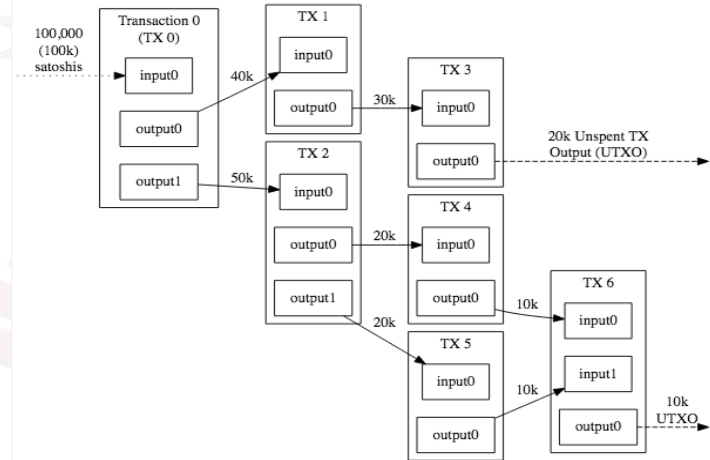 100,000
(100k)
satoshis
Transaction 0
(TX 0)
input0
output0
output1
40k
50k
TX 1
input0
output0
30k
TX 2
input0
output0
output1
20k
20k
TX 3
input0
output0
20k Unspent TX
Output (UTXO)
TX 4
input0
output0
10k
TX 5
input0
output0
10k
TX 6
input0
input1
output0
10k
UTXO